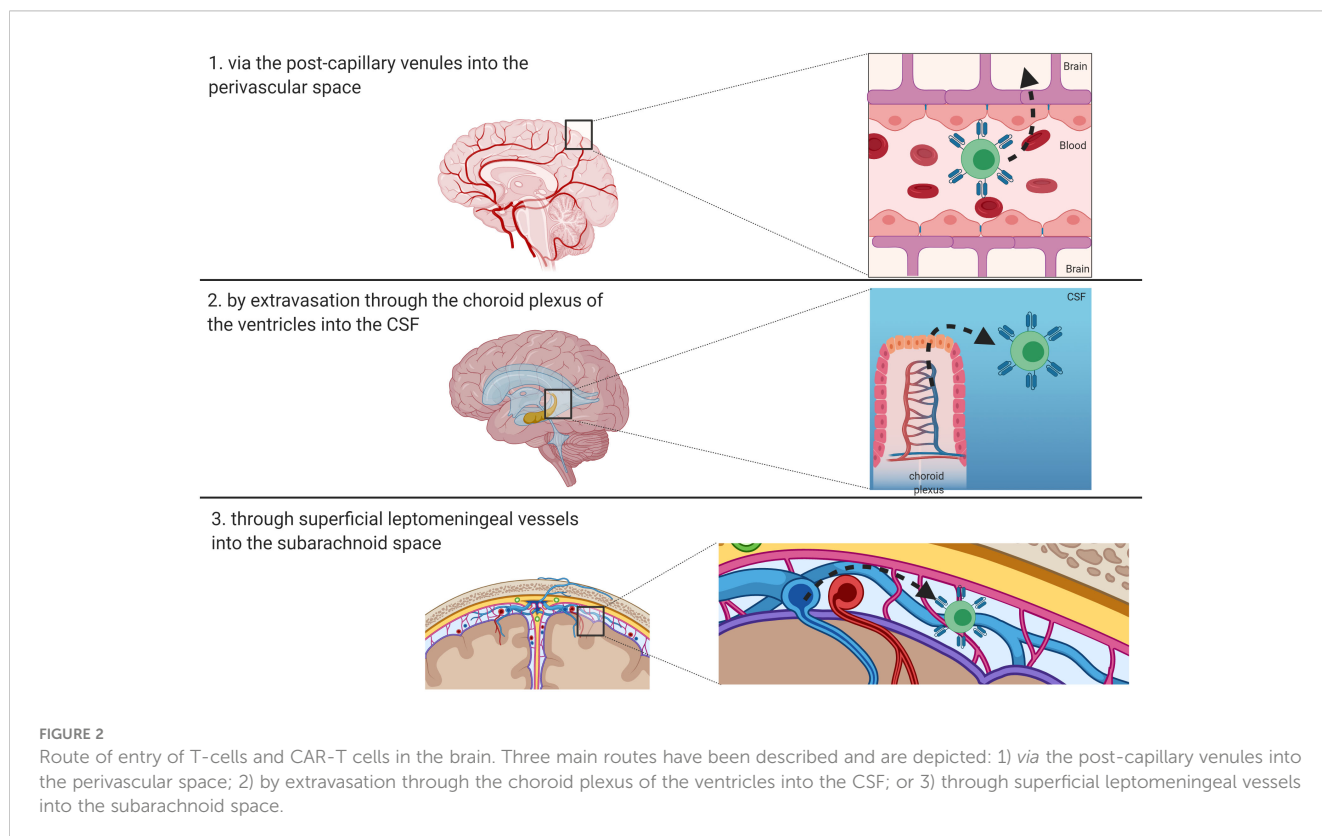 1. via the post-capillary venules into the
perivascular space
Brain
Blood
Brain
2. by extravasation through the choroid plexus of
the ventricles into the CSF
CSF
choroid
plexus
3. through superficial leptomeningeal vessels
into the subarachnoid space
FIGURE 2
Route of entry of T-cells and CAR-T cells in the brain. Three main routes have been described and are depicted: 1) via the post-capillary venules into
the perivascular space; 2) by extravasation through the choroid plexus of the ventricles into the CSF; or 3) through superficial leptomeningeal vessels
into the subarachnoid space.